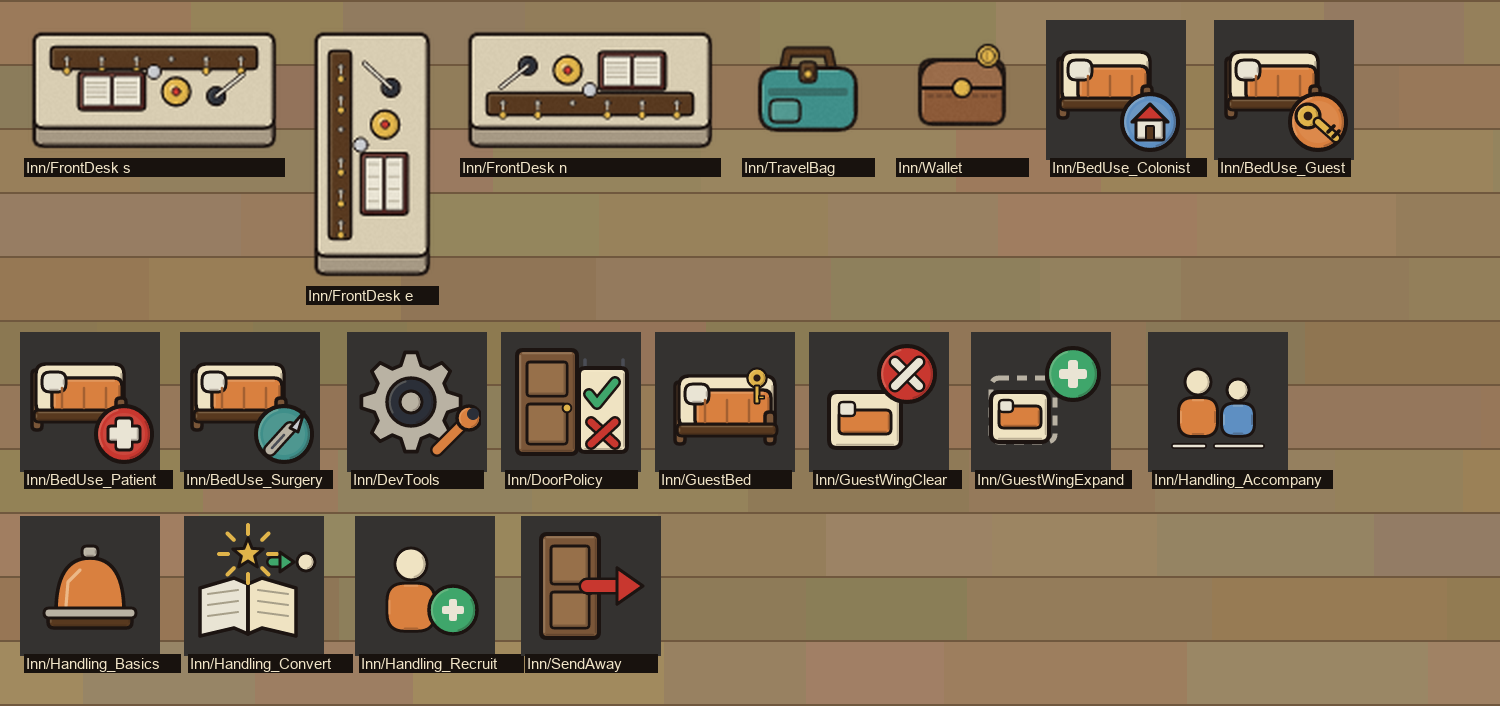 Inn/FrontDesk s
Inn/FrontDesk n
Inn/TravelBag
Inn/Wallet
Inn/BedUse_Colonist
Inn/BedUse_Guest
Inn/FrontDesk e
Inn/BedUse_Patient
Inn/BedUse_Surgery
Inn/DevTools
Inn/DoorPolicy
Inn/GuestBed
Inn/GuestWingClear
Inn/GuestWingExpand
Inn/Handling_Accompany
Inn/Handling_Basics
Inn/Handling_Convert
Inn/Handling_Recruit
Inn/SendAway